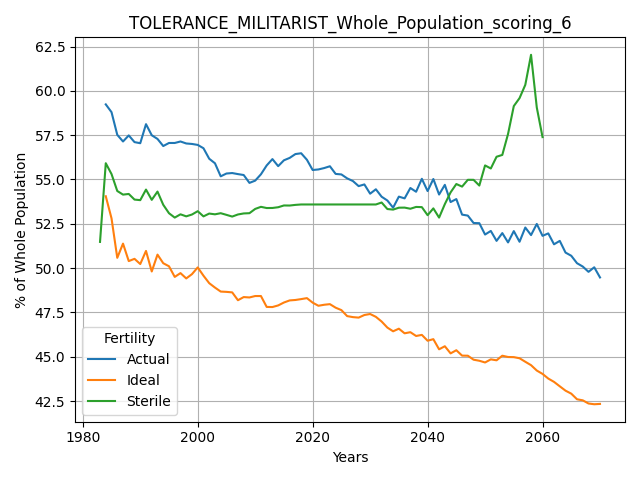 TOLERANCE_MILITARIST_Whole_Population_scoring_6
% of Whole Population
62.5
60.0
57.5
55.0
52.5
50.0
47.5
45.0
42.5
Fertility
Actual
Ideal
Sterile
1980
2000
2020
2040
2060
Years